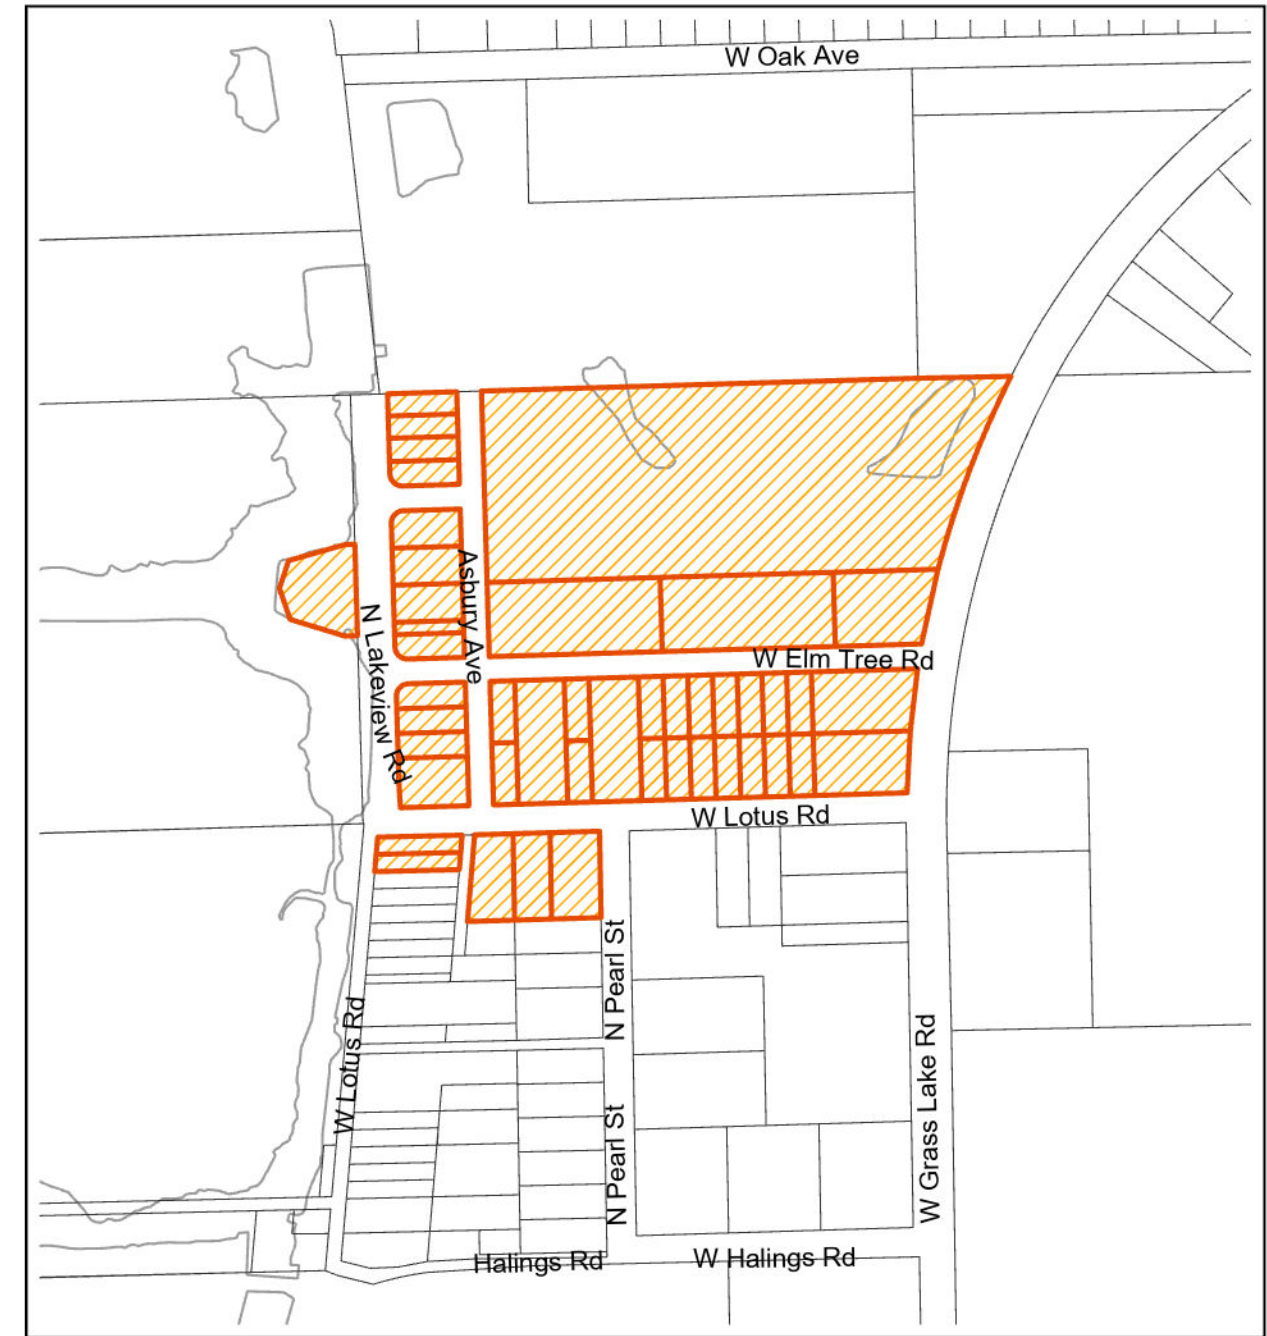 W Oak Ave
Asbury Ave
N Lakeview Rd
W Elm Tree Rd
W Lotus Rd
N Pearl St
W Lotus Rd
W Grass Lake Rd
N Pearl St
Halings Rd
W Halings Rd